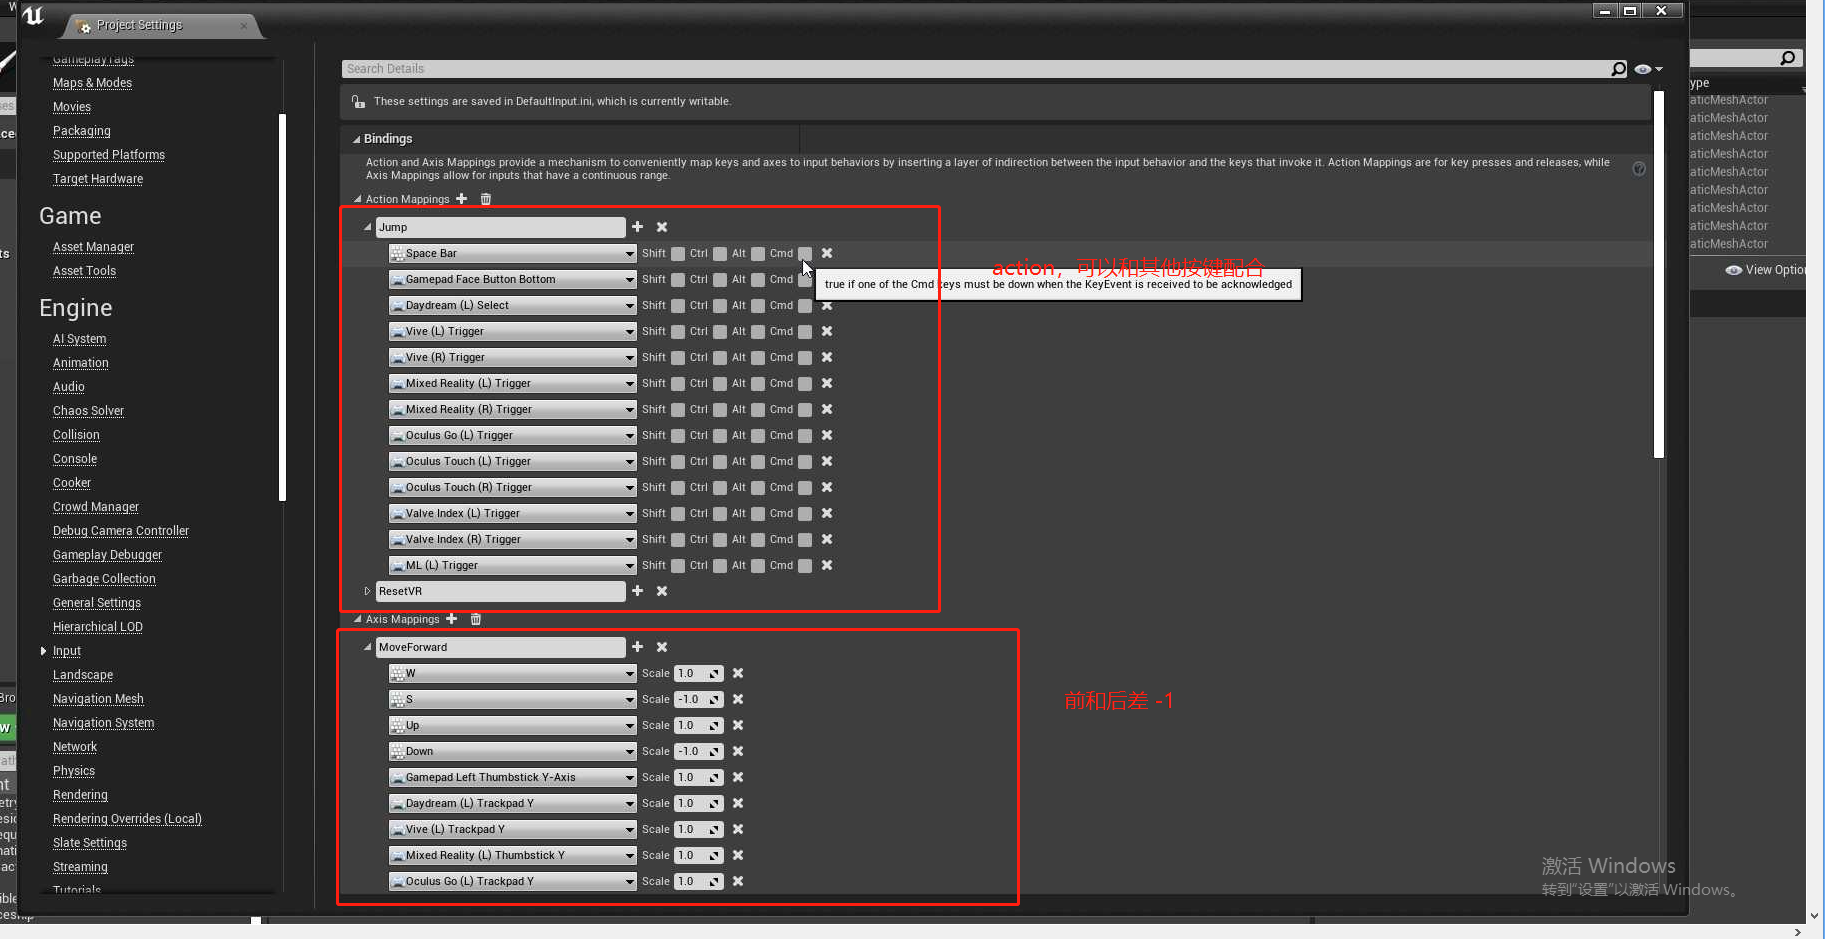 Project Settings
GameplayTags
Maps & Modes
Movies
Packaging
Supported Platforms
Target Hardware
Game
Asset Manager
Asset Tools
Engine
AI System
Animation
Audio
Chaos Solver
Collision
Console
Cooker
Crowd Manager
Debug Camera Controller
Gameplay Debugger
Garbage Collection
General Settings
Hierarchical LOD
Input
Landscape
Navigation Mesh
Navigation System
Network
Physics
Rendering
Rendering Overrides (Local)
Slate Settings
Streaming
Tutorials
Search Details
These settings are saved in DefaultInput.ini, which is currently writable.
Bindings
Action and Axis Mappings provide a mechanism to conveniently map keys and axes to input behaviors by inserting a layer of indirection between the input behavior and the keys that invoke it. Action Mappings are for key presses and releases, while
Axis Mappings allow for inputs that have a continuous range.
Action Mappings
Jump
Space Bar Shift Ctrl Alt Cmd
action，可以和其他按键配合
Gamepad Face Button Bottom Shift Ctrl Alt Cmd
true if one of the Cmd keys must be down when the KeyEvent is received to be acknowledged
Daydream (L) Select Shift Ctrl Alt Cmd
Vive (L) Trigger Shift Ctrl Alt Cmd
Vive (R) Trigger Shift Ctrl Alt Cmd
Mixed Reality (L) Trigger Shift Ctrl Alt Cmd
Mixed Reality (R) Trigger Shift Ctrl Alt Cmd
Oculus Go (L) Trigger Shift Ctrl Alt Cmd
Oculus Touch (L) Trigger Shift Ctrl Alt Cmd
Oculus Touch (R) Trigger Shift Ctrl Alt Cmd
Valve Index (L) Trigger Shift Ctrl Alt Cmd
Valve Index (R) Trigger Shift Ctrl Alt Cmd
ML (L) Trigger Shift Ctrl Alt Cmd
ResetVR
Axis Mappings
MoveForward
W Scale 1.0
S Scale -1.0
前和后差 -1
Up Scale 1.0
Down Scale -1.0
Gamepad Left Thumbstick Y-Axis Scale 1.0
Daydream (L) Trackpad Y Scale 1.0
Vive (L) Trackpad Y Scale 1.0
Mixed Reality (L) Thumbstick Y Scale 1.0
Oculus Go (L) Trackpad Y Scale 1.0
激活 Windows
转到“设置”以激活 Windows。
ype
aticMeshActor
aticMeshActor
aticMeshActor
aticMeshActor
aticMeshActor
aticMeshActor
aticMeshActor
aticMeshActor
aticMeshActor
View Optio